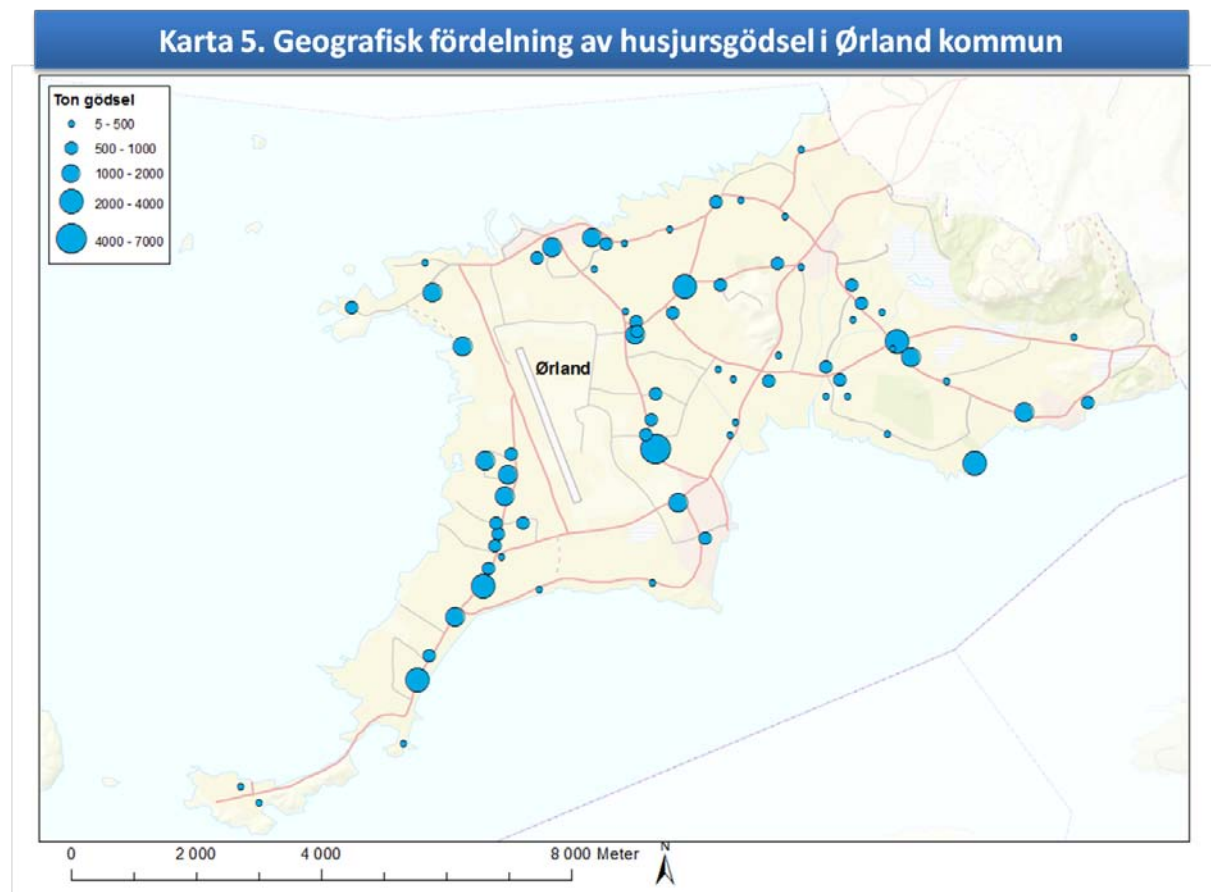 Karta 5. Geografisk fördelning av husjursgödsel i Ørland kommun
Ton gödsel
5 - 500
500 - 1000
1000 - 2000
2000 - 4000
4000 - 7000
Ørland
0 2 000 4 000 8 000 Meter
N